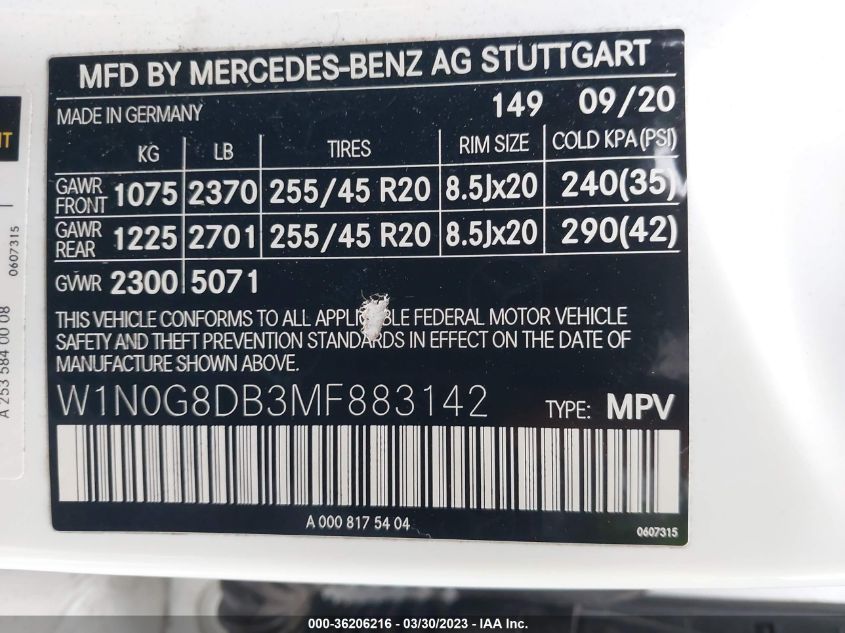 MFD BY MERCEDES-BENZ AG STUTTGART
MADE IN GERMANY 149 09/20
KG LB TIRES RIM SIZE COLD KPA (PSI)
GAWR FRONT 1075 2370 255/45 R20 8.5Jx20 240(35)
GAWR REAR 1225 2701 255/45 R20 8.5Jx20 290(42)
GVWR 2300 5071
THIS VEHICLE CONFORMS TO ALL FEDERAL MOTOR VEHICLE
SAFETY AND THEFT PREVENTION STANDARDS IN EFFECT ON THE DATE OF
MANUFACTURE SHOWN ABOVE.
W1N0G8DB3MF883142 TYPE: MPV
A 000 817 54 04
0607315
A 253 584 00 08
0607315
000-36206216 - 03/30/2023 - IAA Inc.